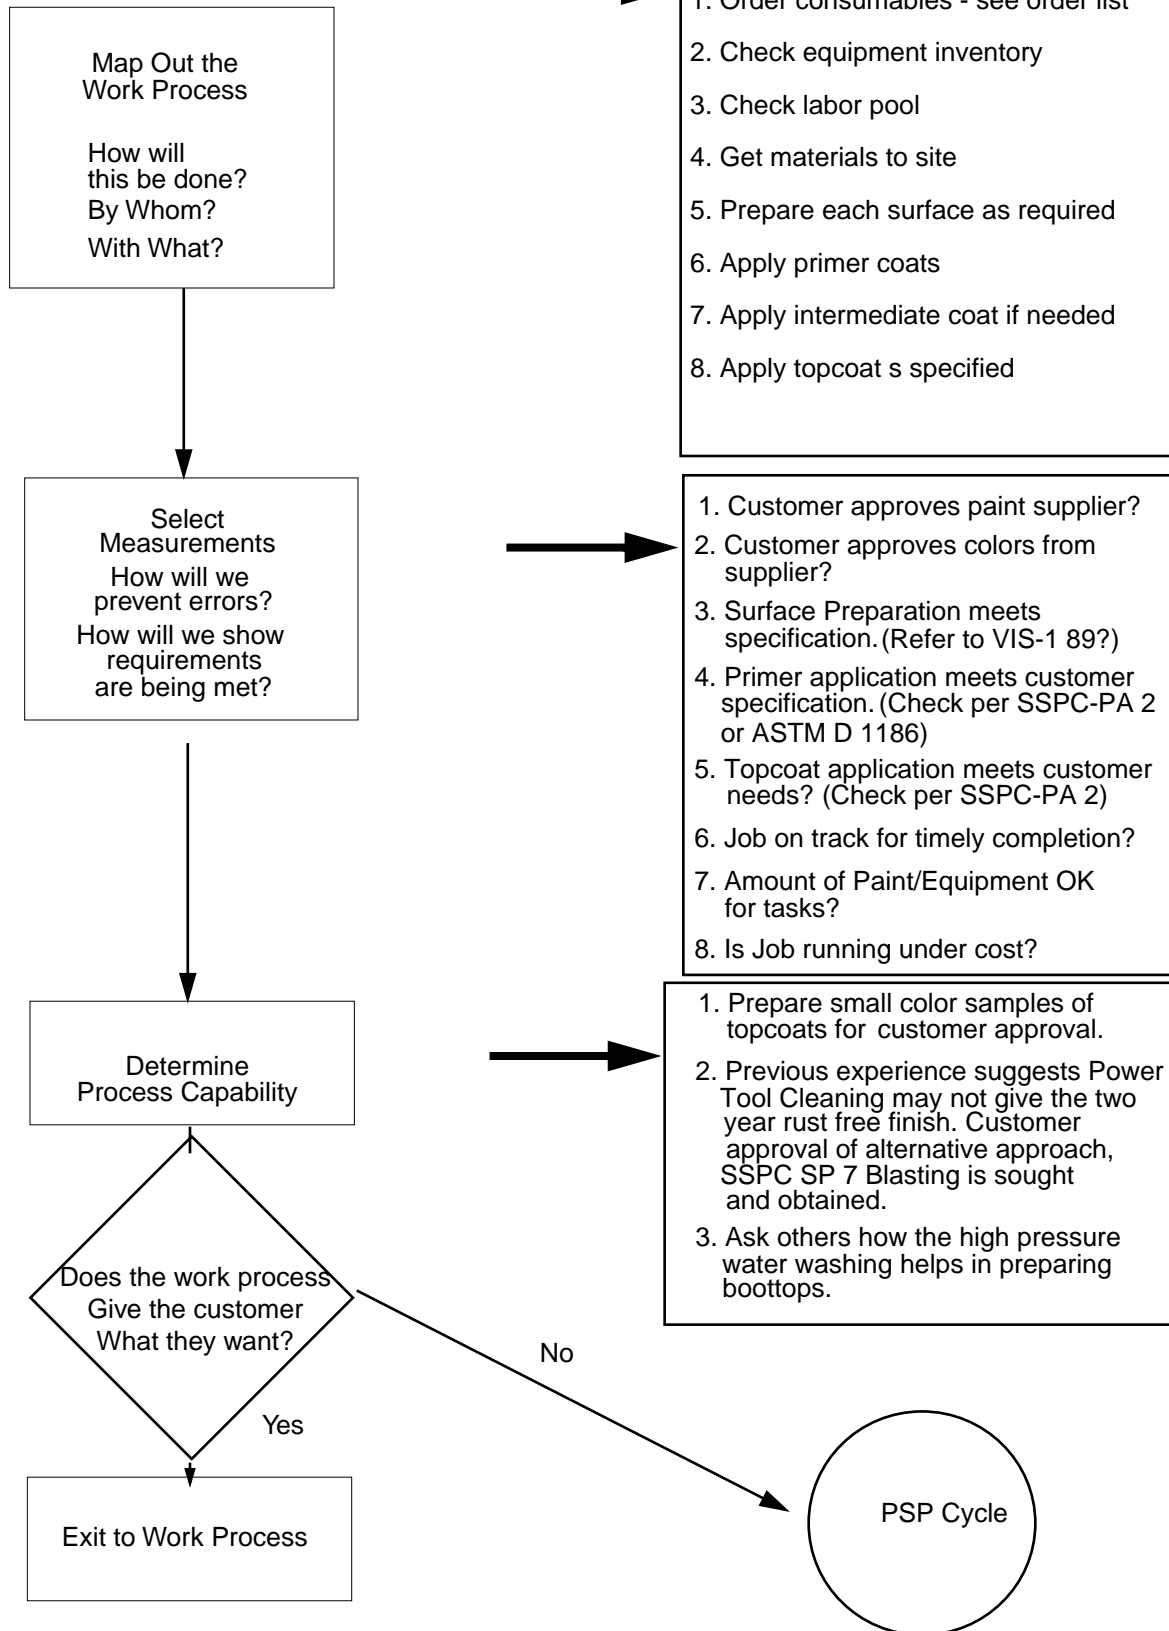 Map Out the
Work Process
How will
this be done?
By Whom?
With What?
1. Order consumables - see order list
2. Check equipment inventory
3. Check labor pool
4. Get materials to site
5. Prepare each surface as required
6. Apply primer coats
7. Apply intermediate coat if needed
8. Apply topcoat s specified
Select
Measurements
How will we
prevent errors?
How will we show
requirements
are being met?
1. Customer approves paint supplier?
2. Customer approves colors from
supplier?
3. Surface Preparation meets
specification. (Refer to VIS-1 89?)
4. Primer application meets customer
specification. (Check per SSPC-PA 2
or ASTM D 1186)
5. Topcoat application meets customer
needs? (Check per SSPC-PA 2)
6. Job on track for timely completion?
7. Amount of Paint/Equipment OK
for tasks?
8. Is Job running under cost?
Determine
Process Capability
1. Prepare small color samples of
topcoats for customer approval.
2. Previous experience suggests Power
Tool Cleaning may not give the two
year rust free finish. Customer
approval of alternative approach,
SSPC SP 7 Blasting is sought
and obtained.
3. Ask others how the high pressure
water washing helps in preparing
boottops.
Does the work process
Give the customer
What they want?
No
Yes
Exit to Work Process
PSP Cycle